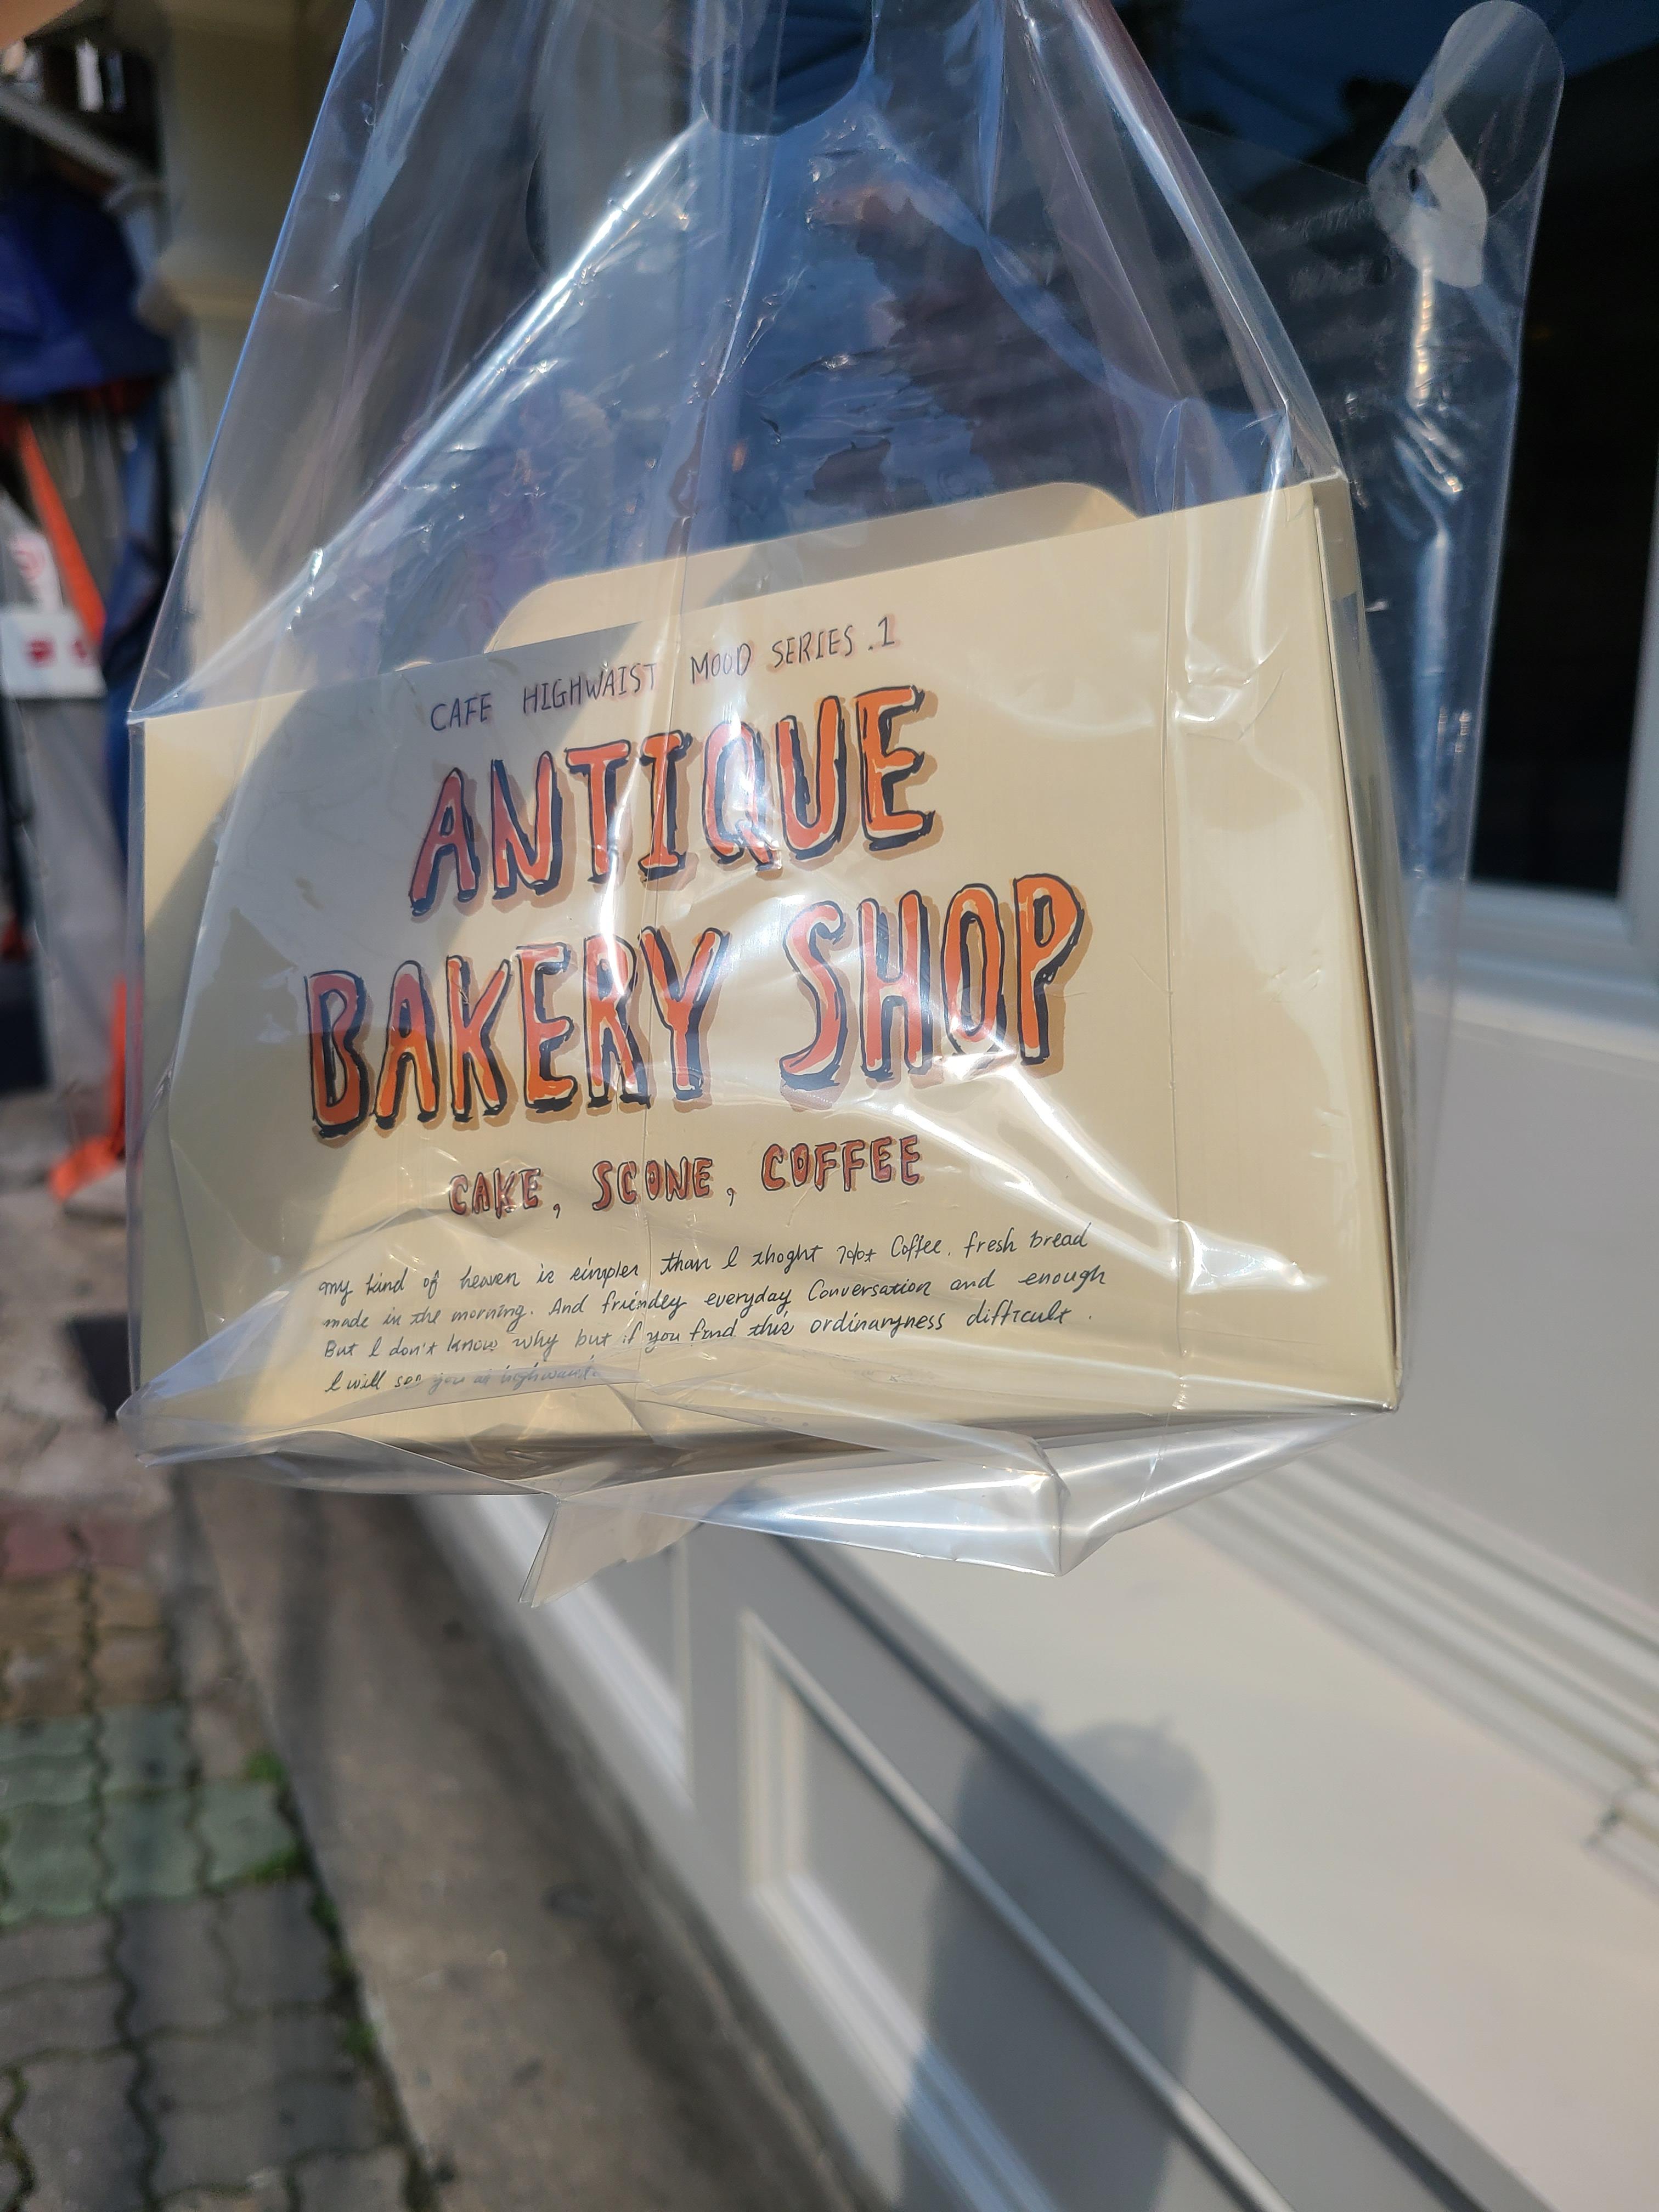 CAFE HIGHWAIST MOOD SERIES .1
ANTIQUE
BAKERY SHOP
CAKE, SCONE, COFFEE
my kind of heaven is simpler than I thoght Hot Coffee, fresh bread
made in the morning. And friendly everyday Conversation and enough
But I don't know why but if you find this ordinaryness difficult.
I will see you at highwaist.